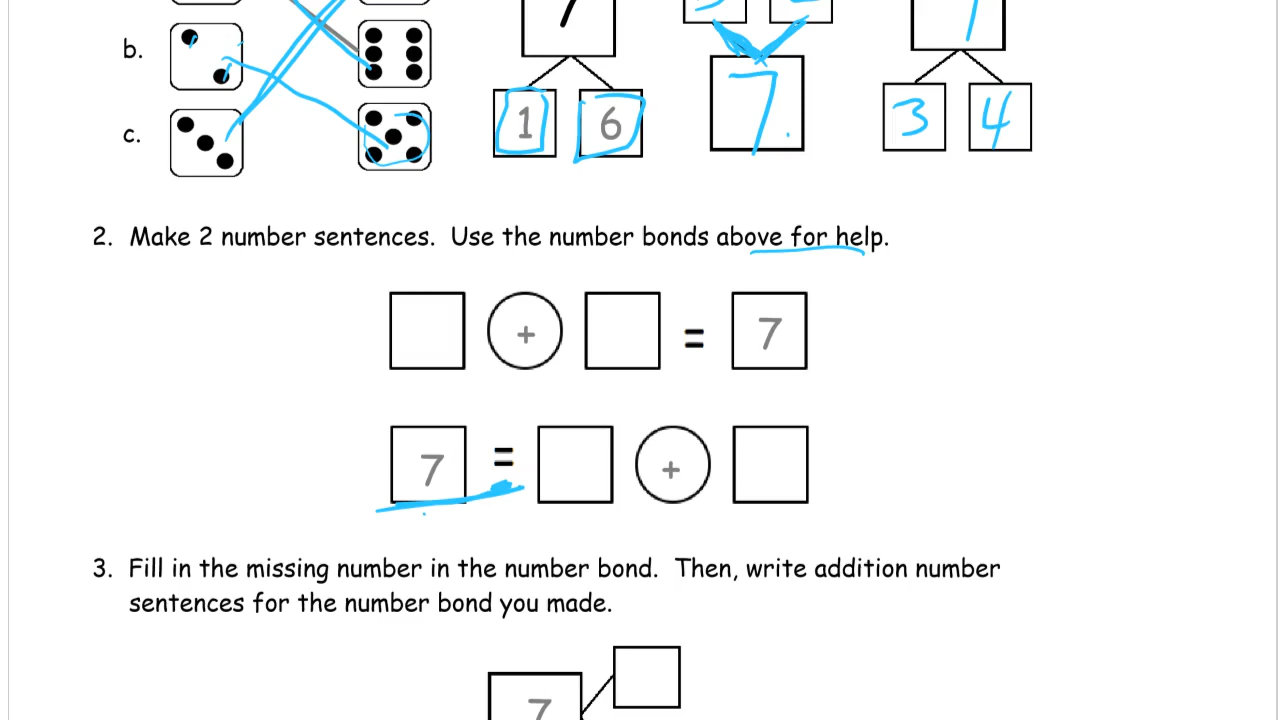 7
b.
1 6
7.
3 4
c.
2. Make 2 number sentences. Use the number bonds above for help.
+ = 7
7 = +
3. Fill in the missing number in the number bond. Then, write addition number
sentences for the number bond you made.
7